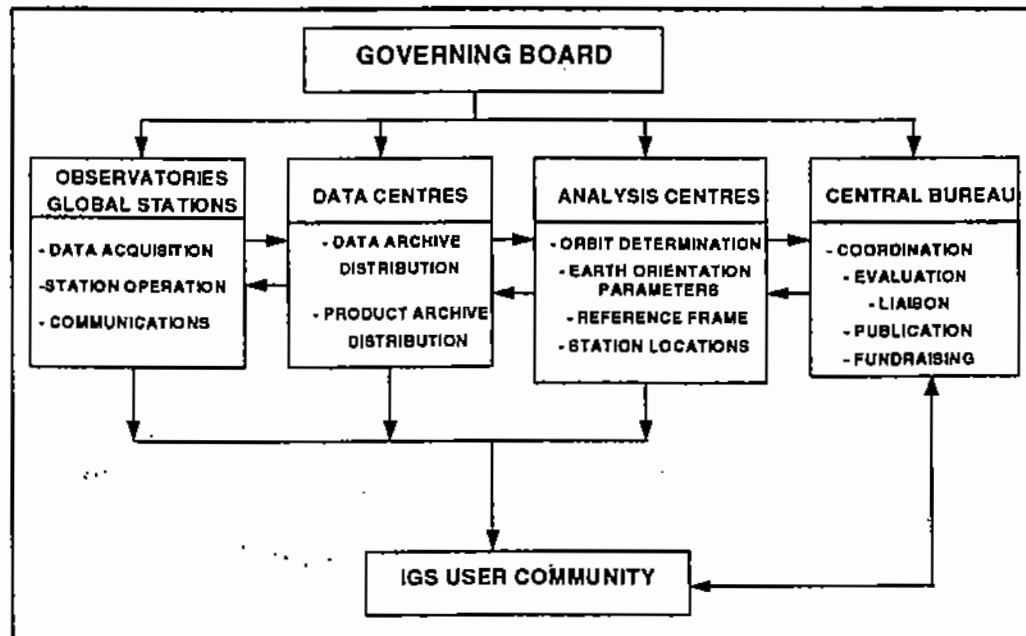 GOVERNING BOARD
OBSERVATORIES
GLOBAL STATIONS
- DATA ACQUISITION
-STATION OPERATION
- COMMUNICATIONS
DATA CENTRES
- DATA ARCHIVE
DISTRIBUTION
- PRODUCT ARCHIVE
DISTRIBUTION
ANALYSIS CENTRES
- ORBIT DETERMINATION
- EARTH ORIENTATION
PARAMETERS
- REFERENCE FRAME
- STATION LOCATIONS
CENTRAL BUREAU
- COORDINATION
- EVALUATION
- LIAISON
- PUBLICATION
- FUNDRAISING
IGS USER COMMUNITY